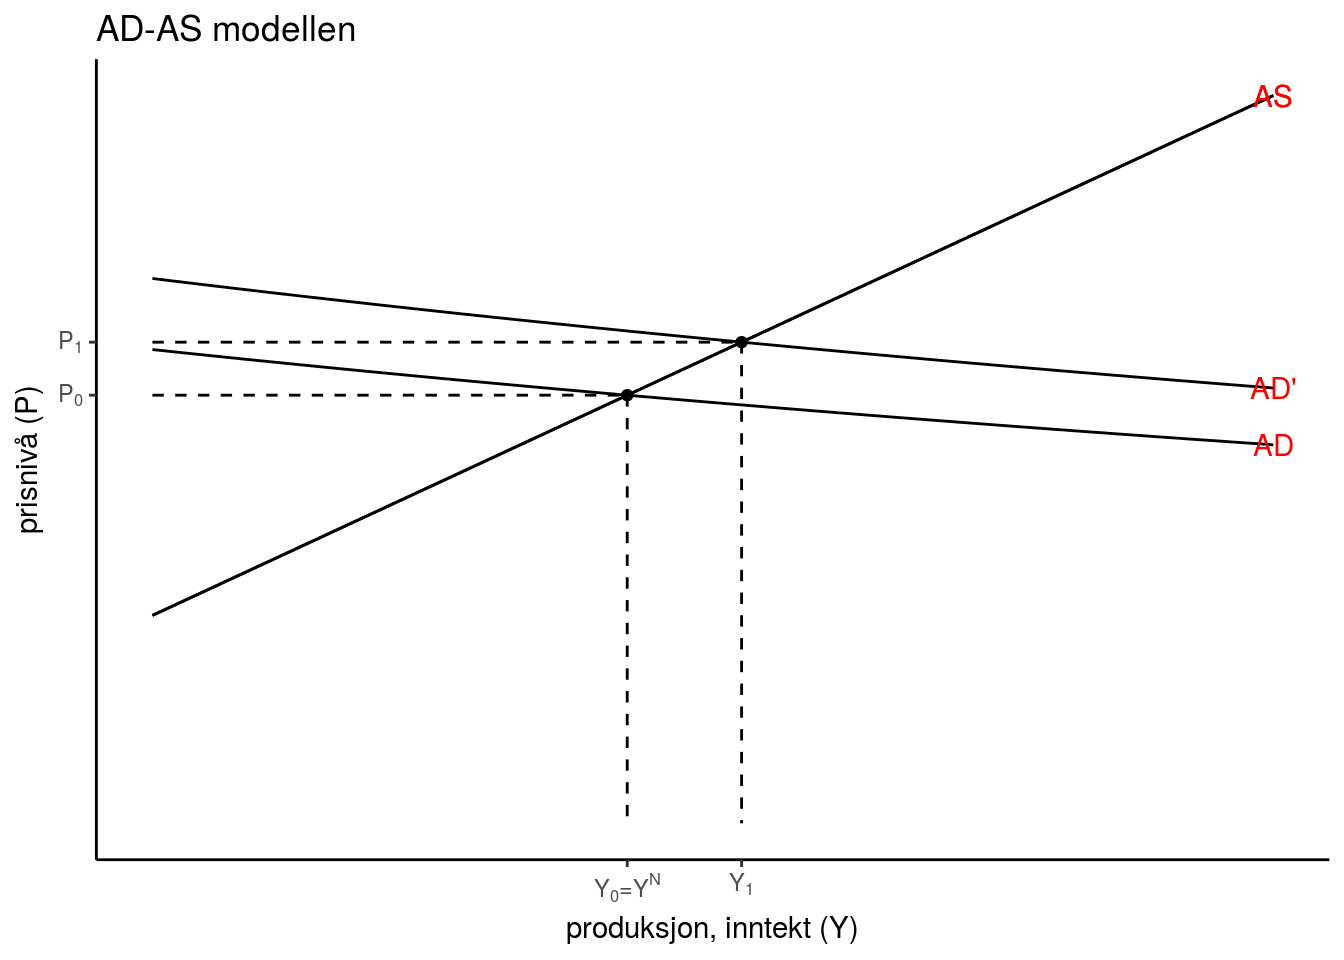 AD-AS modellen
AS
P₁
P₀
AD'
AD
prisnivå (P)
Y₀=Yᴺ
Y₁
produksjon, inntekt (Y)